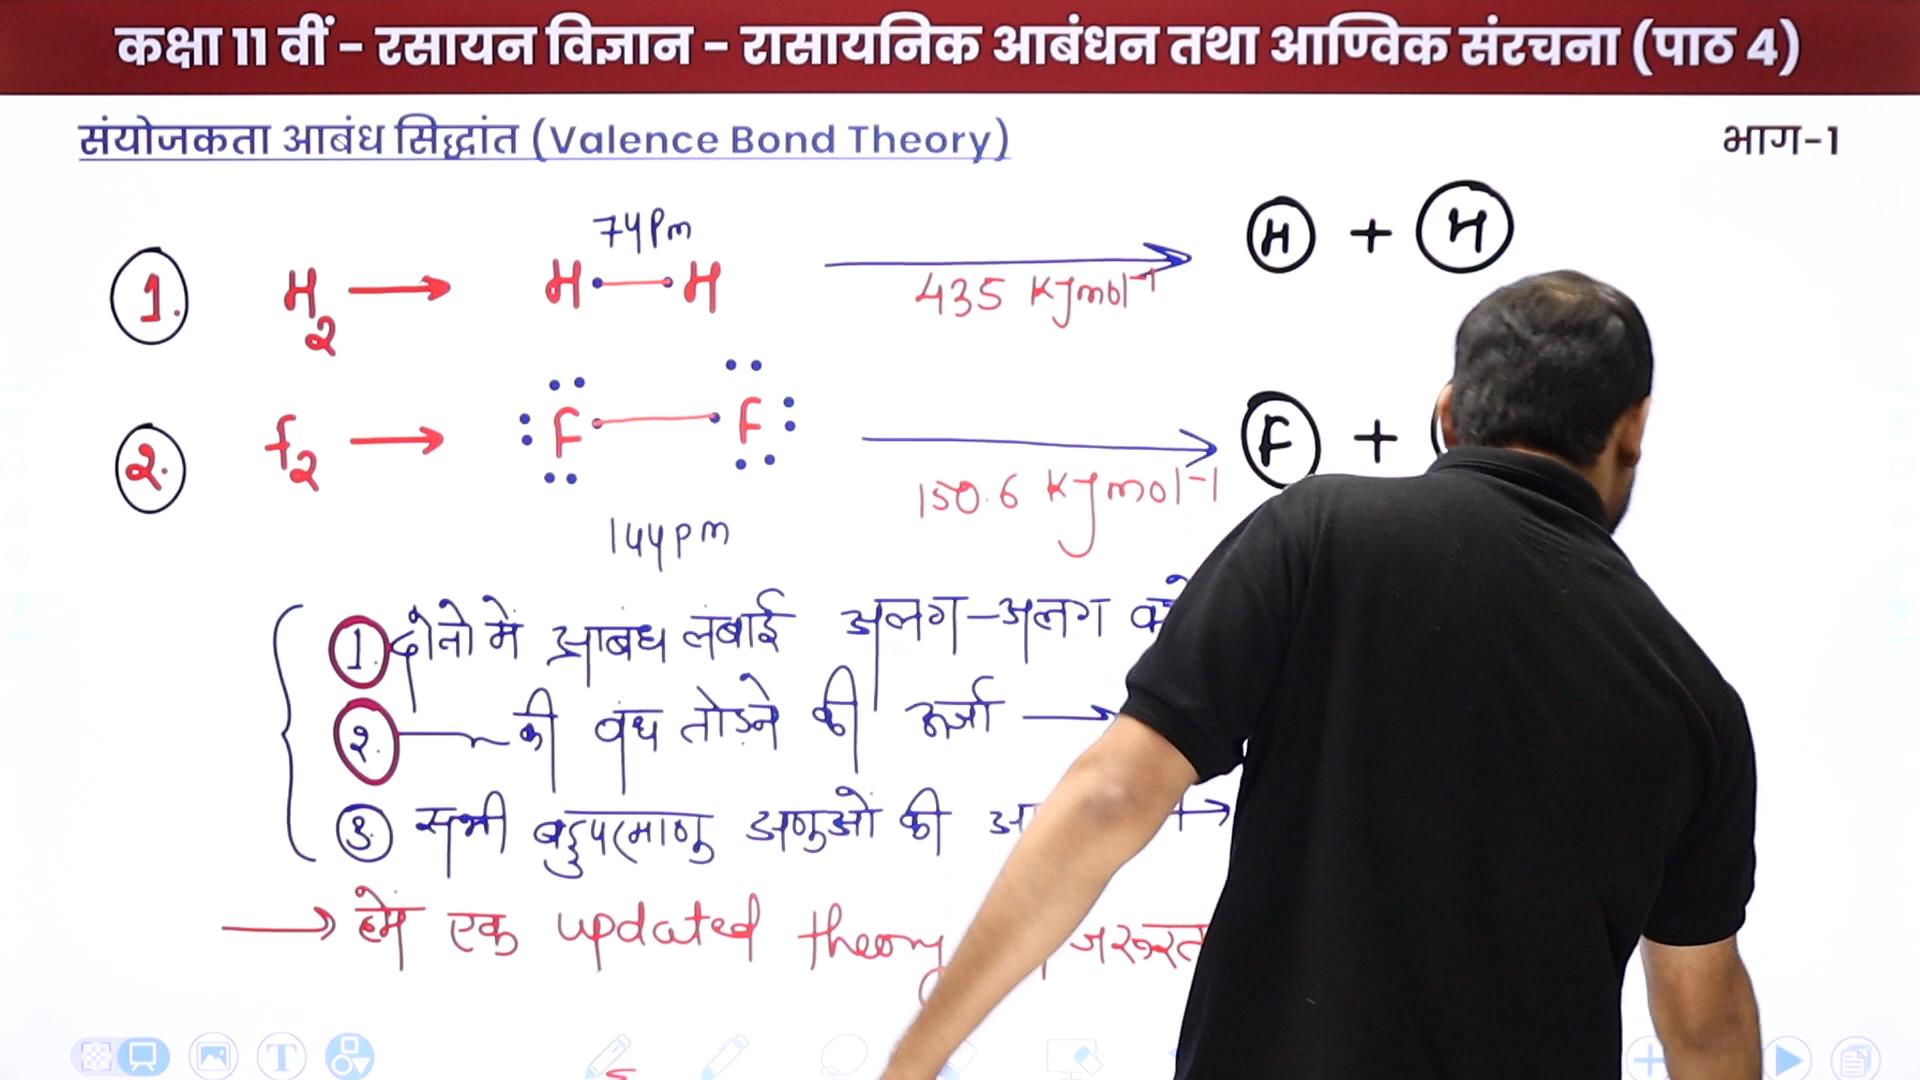 कक्षा 11 वीं - रसायन विज्ञान - रासायनिक आबंधन तथा आण्विक संरचना (पाठ 4)
संयोजकता आबंध सिद्धांत (Valence Bond Theory)
भाग-1
74pm
1. H2 → H—H 435 KJmol⁻¹ H + H
2. f2 → F—F 150.6 KJmol⁻¹ F +
144pm
1. दोनो में आबंध लंबाई अलग-अलग
2. की बंध तोडने की ऊर्जा →
3. सभी बहुपरमाणु अणुओ की
→ हमे एक updated theory जरूरत